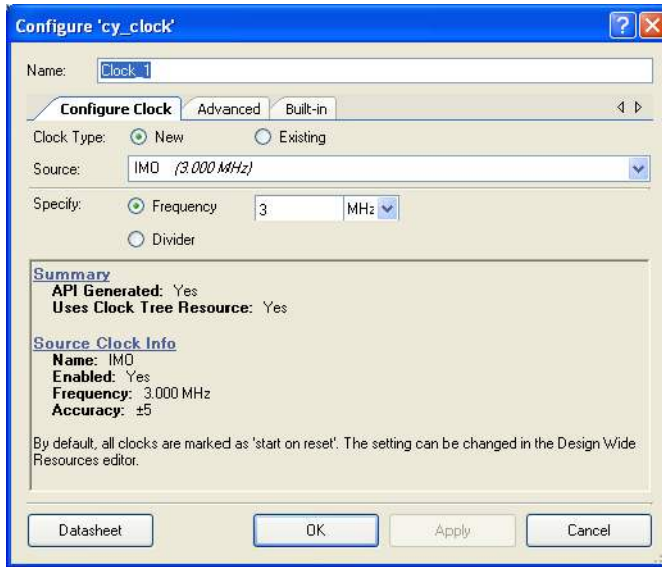 Configure 'cy_clock'
Name: Clock_1
Configure Clock Advanced Built-in
Clock Type: New Existing
Source: IMO (3.000 MHz)
Specify: Frequency 3 MHz
Divider
Summary
API Generated: Yes
Uses Clock Tree Resource: Yes
Source Clock Info
Name: IMO
Enabled: Yes
Frequency: 3.000 MHz
Accuracy: ±5
By default, all clocks are marked as 'start on reset'. The setting can be changed in the Design Wide
Resources editor.
Datasheet OK Apply Cancel